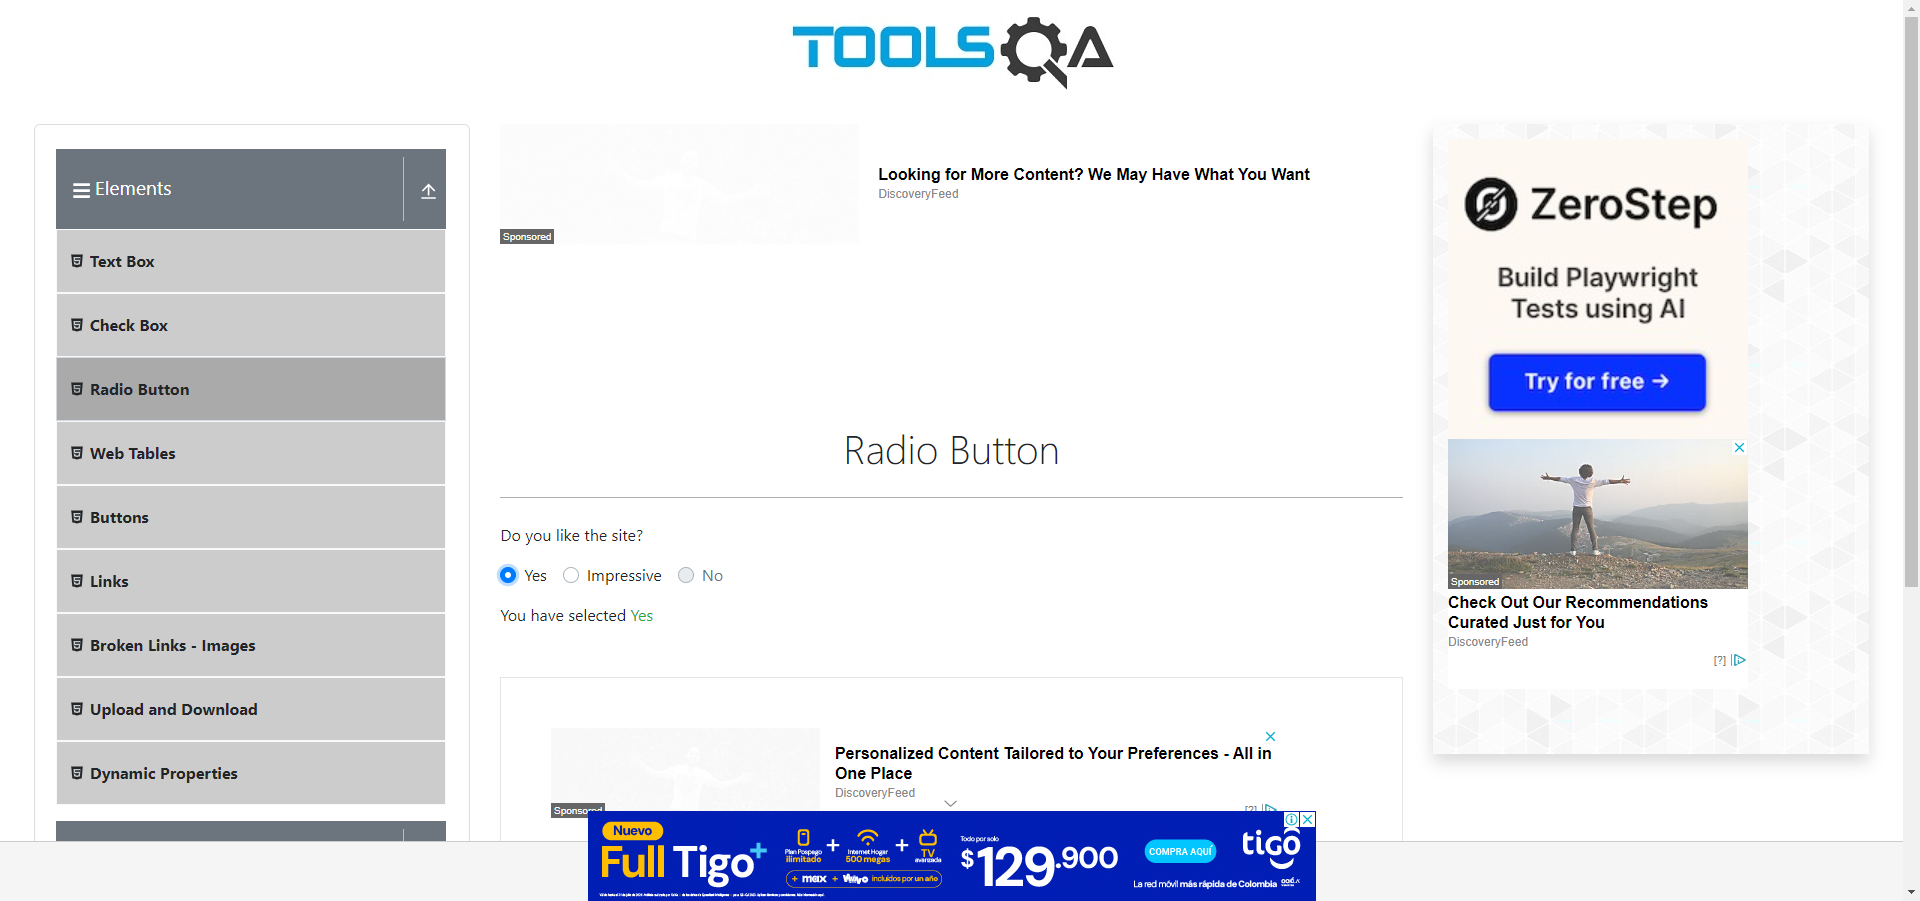 TOOLSQA
Elements
Text Box
Check Box
Radio Button
Web Tables
Buttons
Links
Broken Links - Images
Upload and Download
Dynamic Properties
Looking for More Content? We May Have What You Want
DiscoveryFeed
Sponsored
Radio Button
Do you like the site?
Yes Impressive No
You have selected Yes
Personalized Content Tailored to Your Preferences - All in
One Place
DiscoveryFeed
Sponsored
[?]
ZeroStep
Build Playwright
Tests using AI
Try for free →
Sponsored
Check Out Our Recommendations
Curated Just for You
DiscoveryFeed
[?]
Nuevo
Full Tigo+
Plan Pospago
ilimitado
+
Internet Hogar
500 megas
+
TV
avanzada
+ max + incluidos por un año
Todo por solo
$129.900
COMPRA AQUÍ
tigo
La red móvil más rápida de Colombia